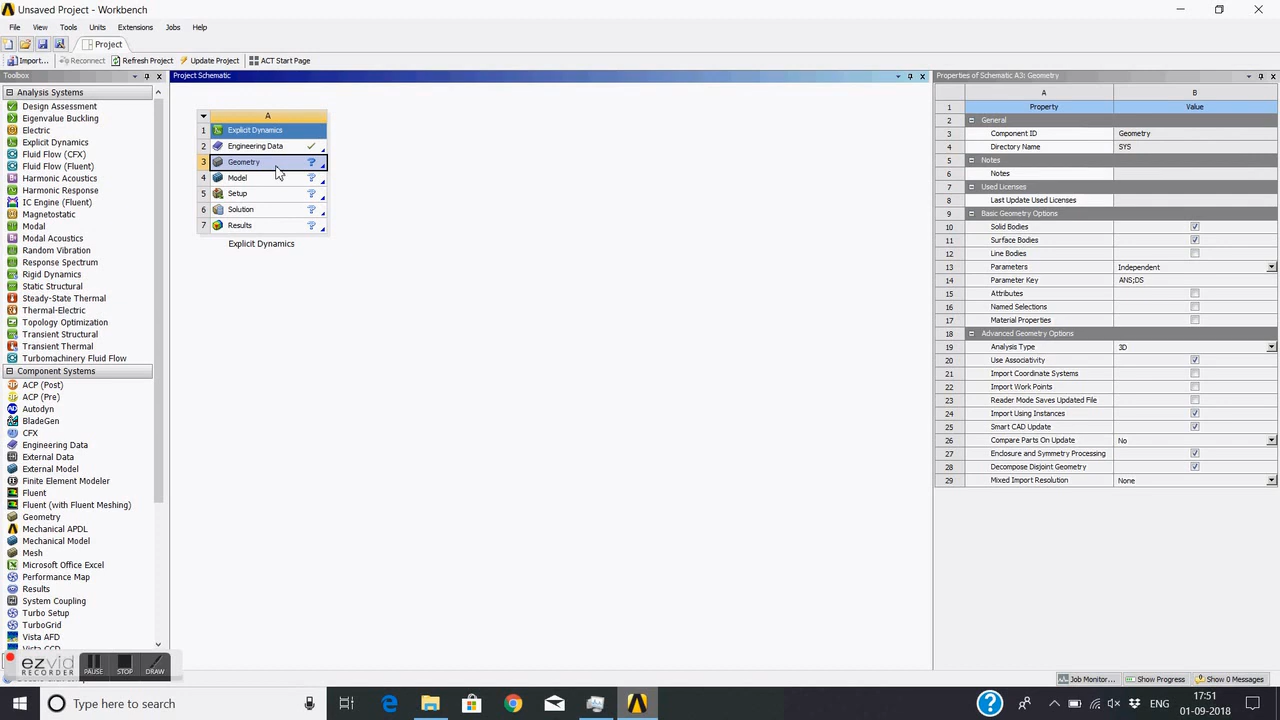 Unsaved Project - Workbench
File View Tools Units Extensions Jobs Help
Project
Import... Reconnect Refresh Project Update Project ACT Start Page
Toolbox
Analysis Systems
Design Assessment
Eigenvalue Buckling
Electric
Explicit Dynamics
Fluid Flow (CFX)
Fluid Flow (Fluent)
Harmonic Acoustics
Harmonic Response
IC Engine (Fluent)
Magnetostatic
Modal
Modal Acoustics
Random Vibration
Response Spectrum
Rigid Dynamics
Static Structural
Steady-State Thermal
Thermal-Electric
Topology Optimization
Transient Structural
Transient Thermal
Turbomachinery Fluid Flow
Component Systems
ACP (Post)
ACP (Pre)
Autodyn
BladeGen
CFX
Engineering Data
External Data
External Model
Finite Element Modeler
Fluent
Fluent (with Fluent Meshing)
Geometry
Mechanical APDL
Mechanical Model
Mesh
Microsoft Office Excel
Performance Map
Results
System Coupling
Turbo Setup
TurboGrid
Vista AFD
Vista CCD
Project Schematic
A
1 Explicit Dynamics
2 Engineering Data
3 Geometry ?
4 Model ?
5 Setup ?
6 Solution ?
7 Results ?
Explicit Dynamics
Properties of Schematic A3: Geometry
A B
1 Property Value
2 General
3 Component ID Geometry
4 Directory Name SYS
5 Notes
6 Notes
7 Used Licenses
8 Last Update Used Licenses
9 Basic Geometry Options
10 Solid Bodies
11 Surface Bodies
12 Line Bodies
13 Parameters Independent
14 Parameter Key ANS;DS
15 Attributes
16 Named Selections
17 Material Properties
18 Advanced Geometry Options
19 Analysis Type 3D
20 Use Associativity
21 Import Coordinate Systems
22 Import Work Points
23 Reader Mode Saves Updated File
24 Import Using Instances
25 Smart CAD Update
26 Compare Parts On Update No
27 Enclosure and Symmetry Processing
28 Decompose Disjoint Geometry
29 Mixed Import Resolution None
ezvid
RECORDER
PAUSE STOP DRAW
Job Monitor... Show Progress Show 0 Messages
Type here to search
ENG
17:51
01-09-2018